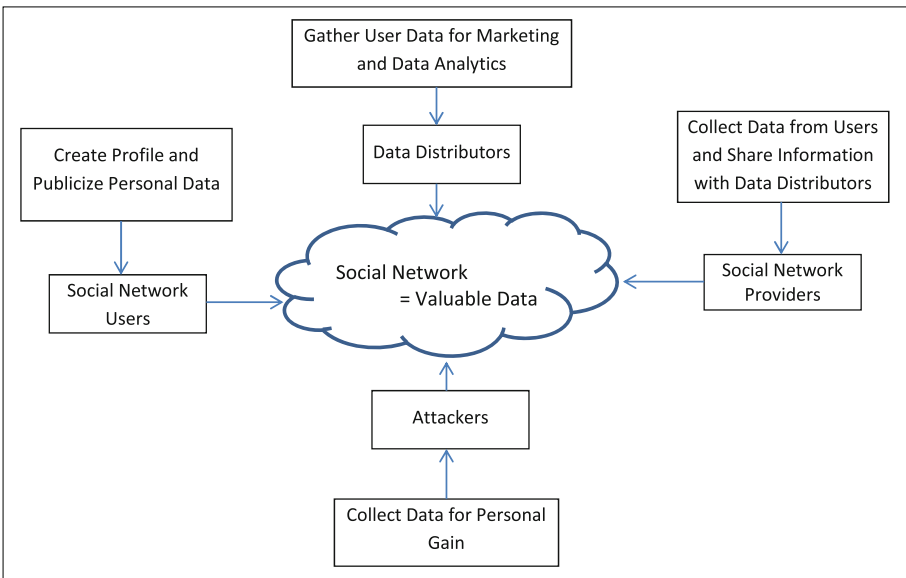 Gather User Data for Marketing
and Data Analytics
Data Distributors
Create Profile and
Publicize Personal Data
Collect Data from Users
and Share Information
with Data Distributors
Social Network
Users
Social Network
= Valuable Data
Social Network
Providers
Attackers
Collect Data for Personal
Gain